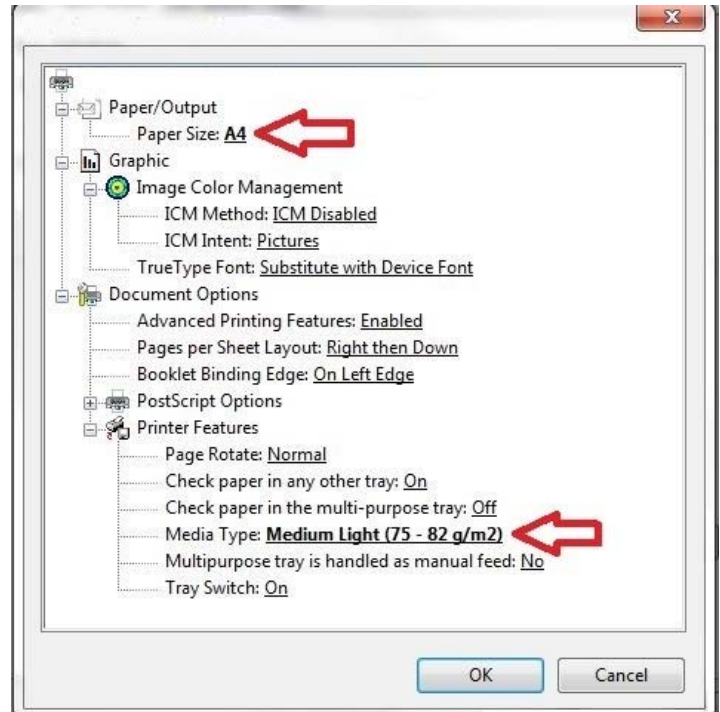 Paper/Output
Paper Size: A4
Graphic
Image Color Management
ICM Method: ICM Disabled
ICM Intent: Pictures
TrueType Font: Substitute with Device Font
Document Options
Advanced Printing Features: Enabled
Pages per Sheet Layout: Right then Down
Booklet Binding Edge: On Left Edge
PostScript Options
Printer Features
Page Rotate: Normal
Check paper in any other tray: On
Check paper in the multi-purpose tray: Off
Media Type: Medium Light (75 - 82 g/m2)
Multipurpose tray is handled as manual feed: No
Tray Switch: On
OK Cancel